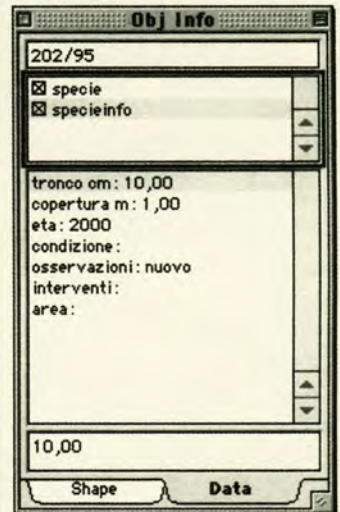 Obj Info
202/95
specie
specieinfo
tronco cm: 10,00
copertura m: 1,00
eta: 2000
condizione:
osservazioni: nuovo
interventi:
area:
10,00
Shape Data